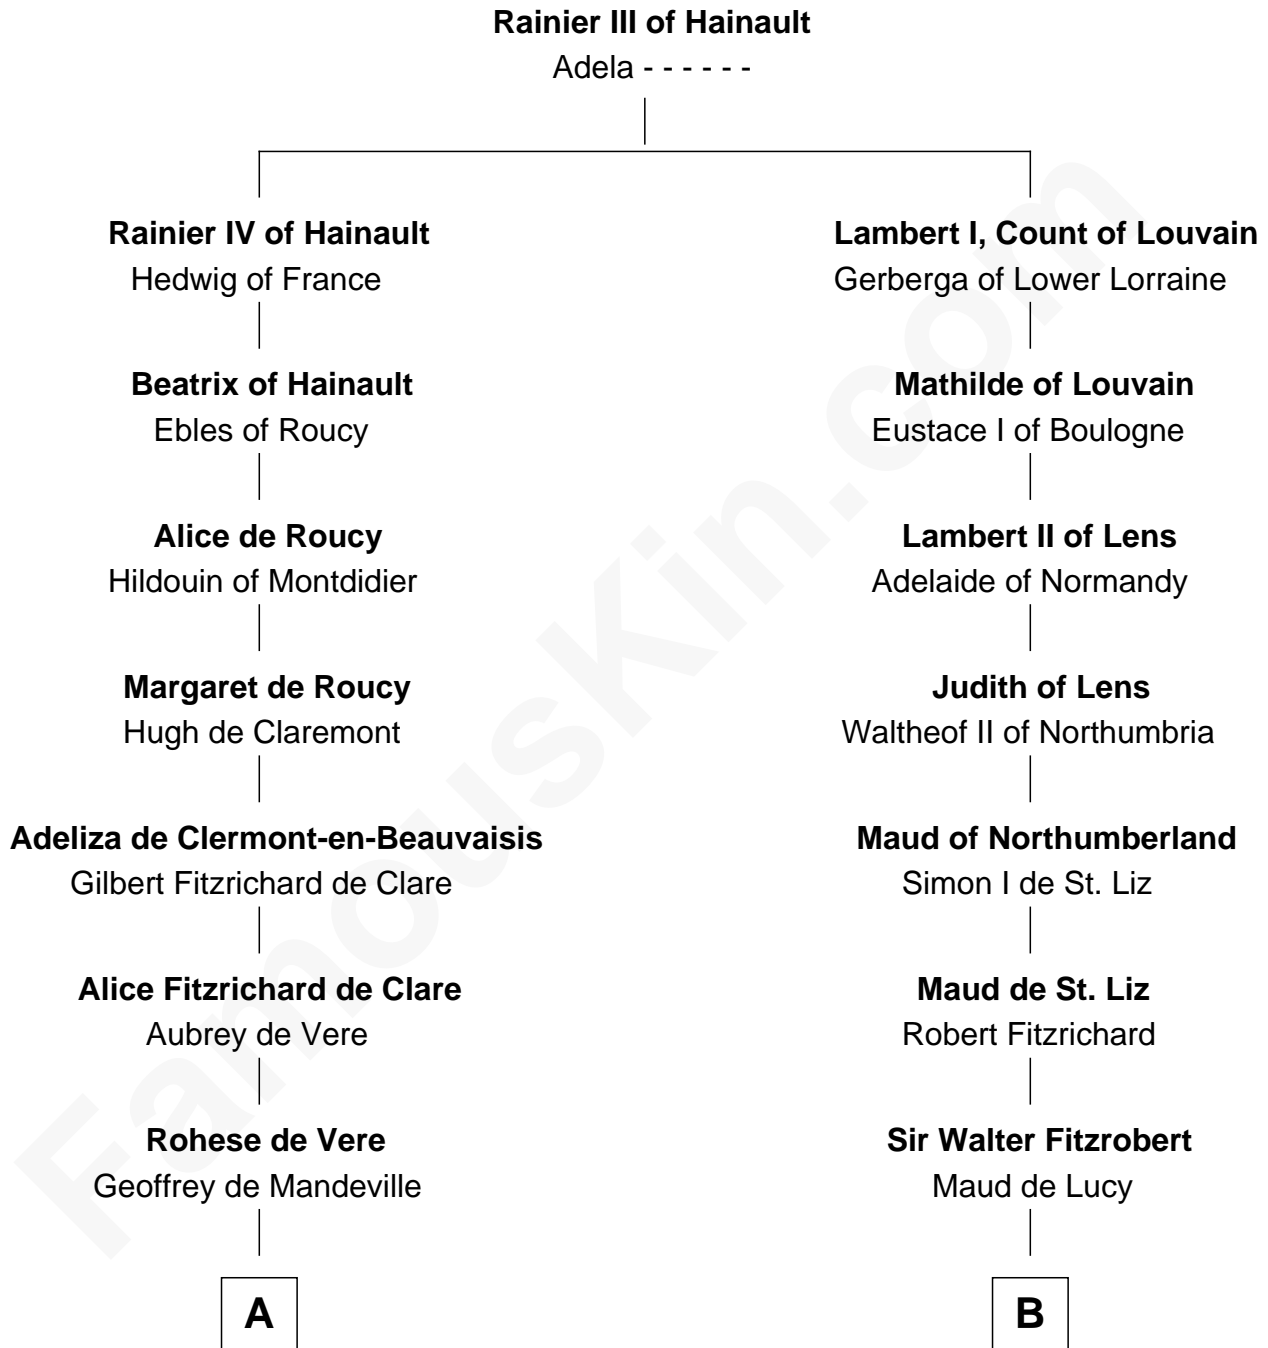 Rainier III of Hainault
Adela - - - - - -
Rainier IV of Hainault
Hedwig of France
Lambert I, Count of Louvain
Gerberga of Lower Lorraine
Beatrix of Hainault
Ebles of Roucy
Mathilde of Louvain
Eustace I of Boulogne
Alice de Roucy
Hildouin of Montdidier
Lambert II of Lens
Adelaide of Normandy
Margaret de Roucy
Hugh de Claremont
Judith of Lens
Waltheof II of Northumbria
Adeliza de Clermont-en-Beauvaisis
Gilbert Fitzrichard de Clare
Maud of Northumberland
Simon I de St. Liz
Alice Fitzrichard de Clare
Aubrey de Vere
Maud de St. Liz
Robert Fitzrichard
Rohese de Vere
Geoffrey de Mandeville
Sir Walter Fitzrobert
Maud de Lucy
A
B
FamousKin.com